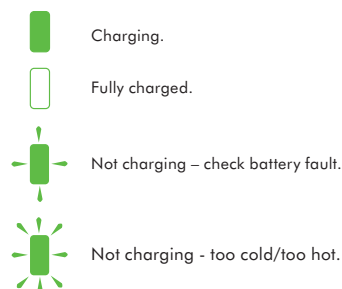 Charging.
Fully charged.
Not charging – check battery fault.
Not charging - too cold/too hot.